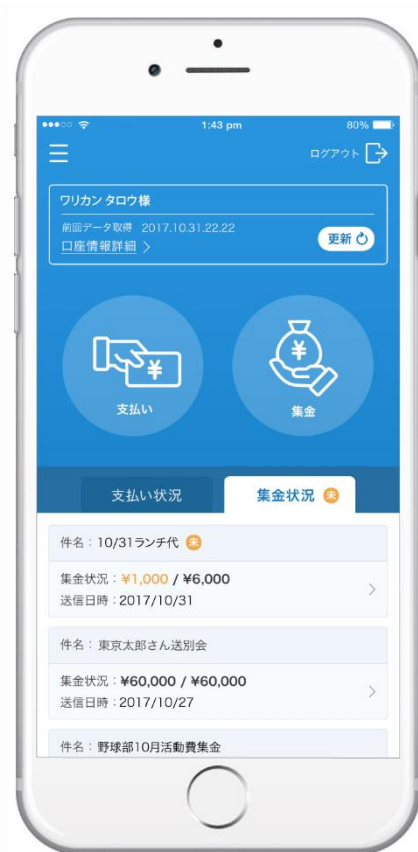 1:43 pm
80%
ログアウト
ワリカン タロウ様
前回データ取得 2017.10.31.22.22
口座情報詳細 >
更新
¥
支払い
¥
集金
支払い状況
集金状況 未
件名：10/31ランチ代 未
集金状況：¥1,000 / ¥6,000
送信日時：2017/10/31
件名：東京太郎さん送別会
集金状況：¥60,000 / ¥60,000
送信日時：2017/10/27
件名：野球部10月活動費集金